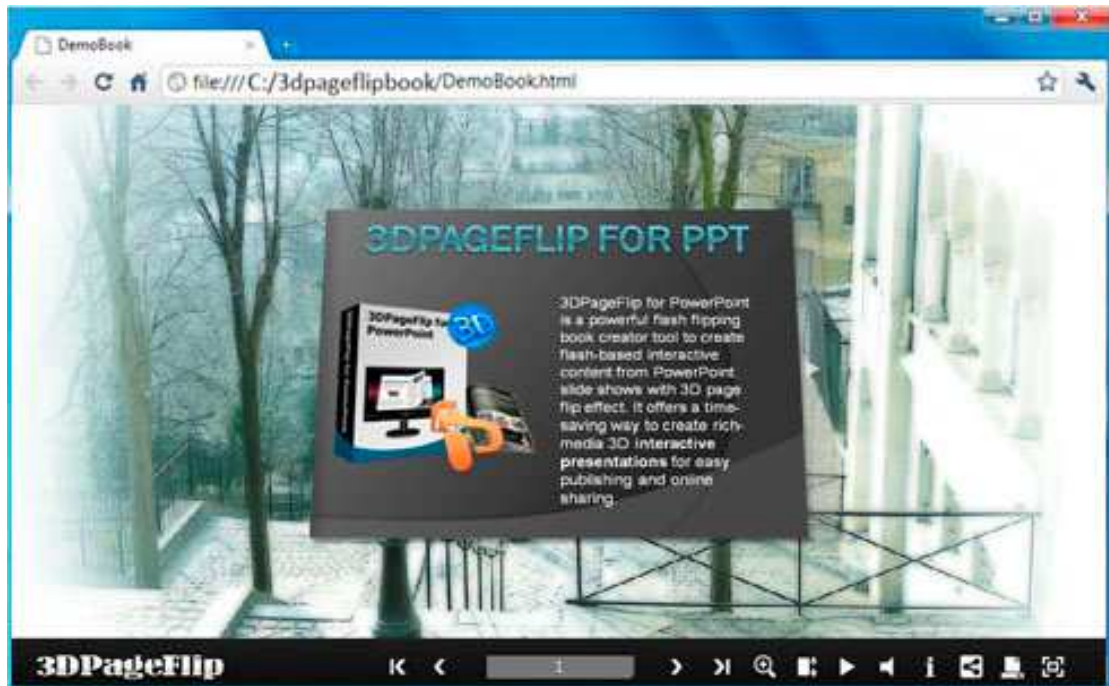 DemoBook
file:///C:/3dpageflipbook/DemoBook.html
3DPAGEFLIP FOR PPT
3DPageFlip for
PowerPoint
3D
3DPageFlip for PowerPoint
is a powerful flash flipping
book creator tool to create
flash-based interactive
content from PowerPoint
slide shows with 3D page
flip effect. It offers a time-
saving way to create rich-
media 3D interactive
presentations for easy
publishing and online
sharing.
3DPageFlip
1